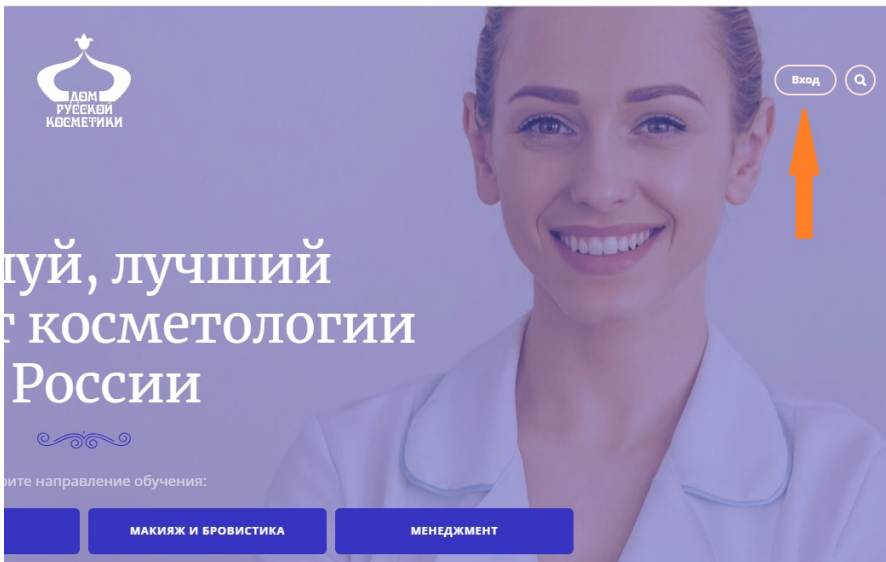 ДОМ
РУССКОЙ
КОСМЕТИКИ
Вход
луй, лучший
т косметологии
России
рите направление обучения:
МАКИЯЖ И БРОВИСТИКА
МЕНЕДЖМЕНТ